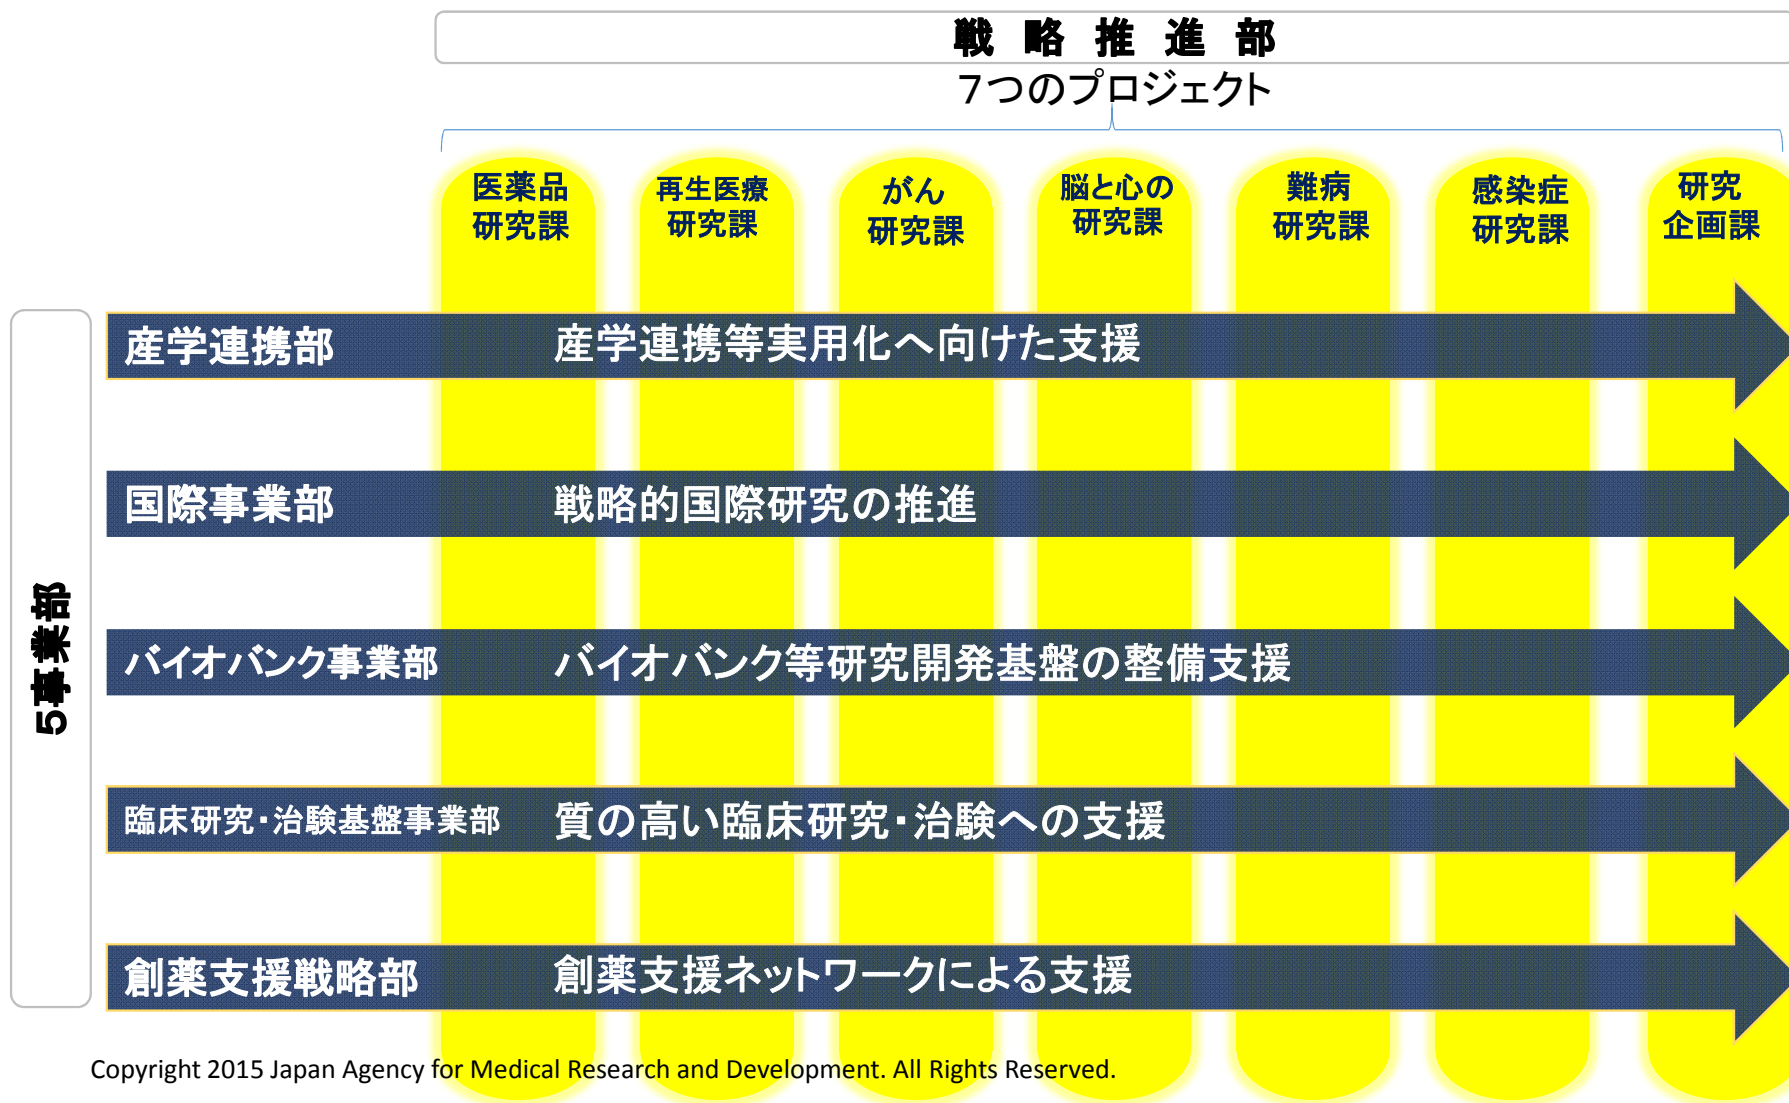 戦略推進部
7つのプロジェクト
医薬品
研究課
再生医療
研究課
がん
研究課
脳と心の
研究課
難病
研究課
感染症
研究課
研究
企画課
5事業部
産学連携部
産学連携等実用化へ向けた支援
国際事業部
戦略的国際研究の推進
バイオバンク事業部
バイオバンク等研究開発基盤の整備支援
臨床研究・治験基盤事業部
質の高い臨床研究・治験への支援
創薬支援戦略部
創薬支援ネットワークによる支援
Copyright 2015 Japan Agency for Medical Research and Development. All Rights Reserved.